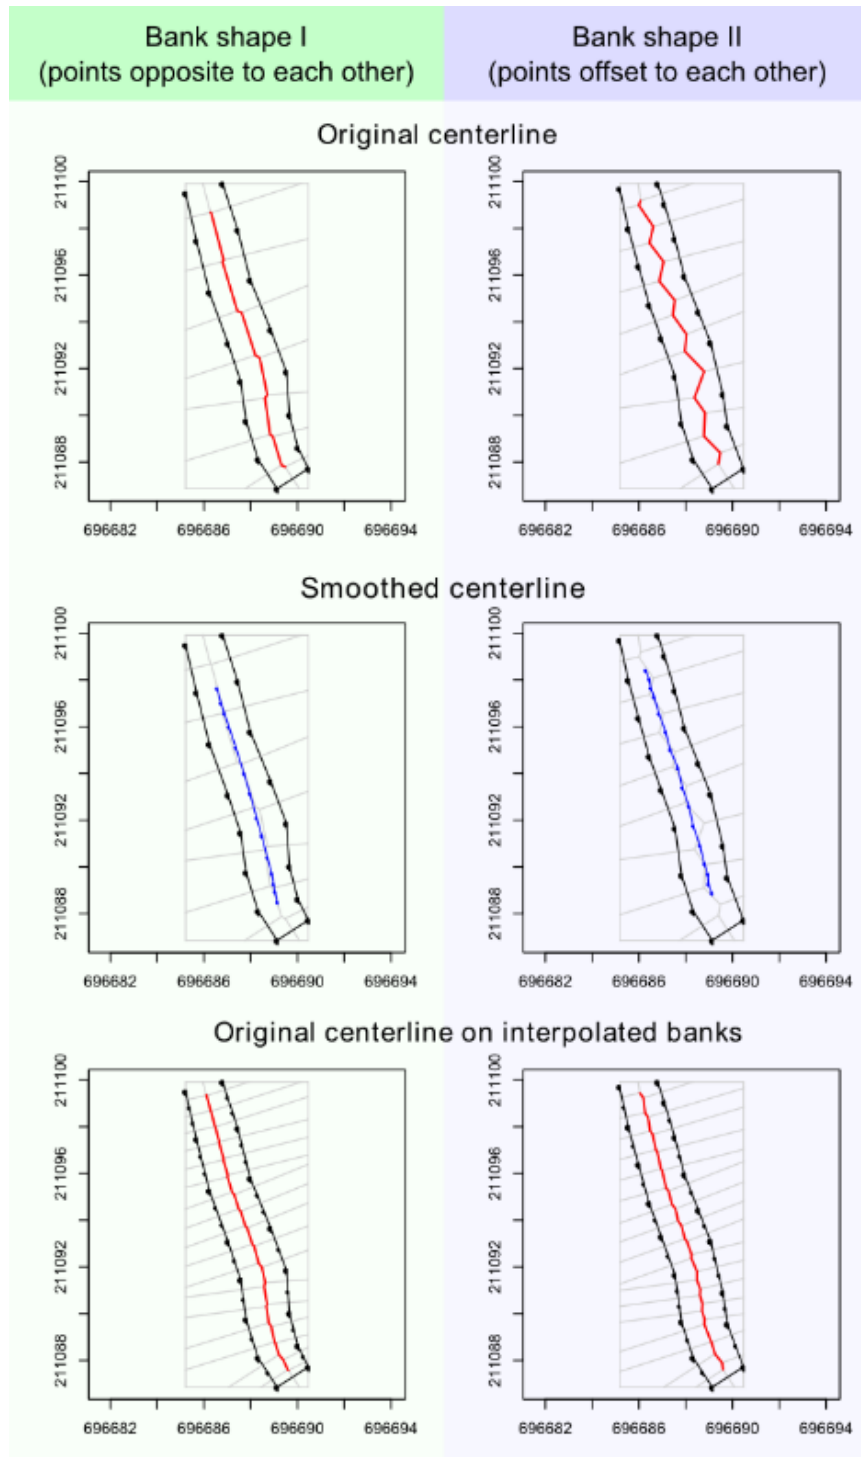 Bank shape I
(points opposite to each other)
Bank shape II
(points offset to each other)
Original centerline
211100
211096
211092
211088
696682 696686 696690 696694
211100
211096
211092
211088
696682 696686 696690 696694
Smoothed centerline
211100
211096
211092
211088
696682 696686 696690 696694
211100
211096
211092
211088
696682 696686 696690 696694
Original centerline on interpolated banks
211100
211096
211092
211088
696682 696686 696690 696694
211100
211096
211092
211088
696682 696686 696690 696694